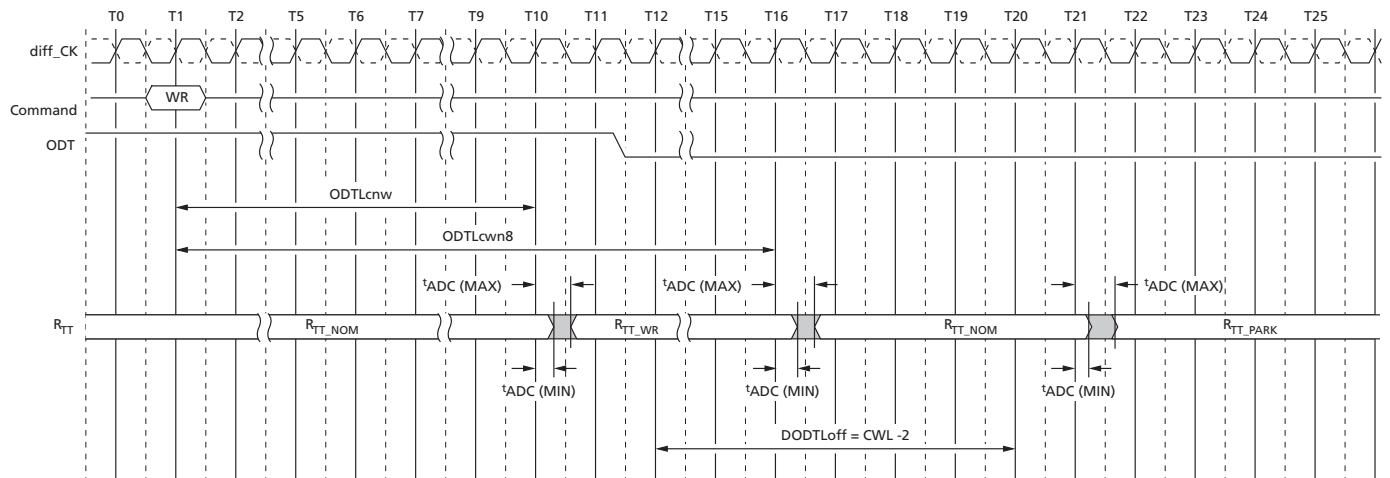 T0 T1 T2 T5 T6 T7 T9 T10 T11 T12 T15 T16 T17 T18 T19 T20 T21 T22 T23 T24 T25
diff_CK
WR
Command
ODT
ODTLcnw
ODTLcwn8
tADC (MAX) tADC (MAX) tADC (MAX)
RTT RTT_NOM RTT_WR RTT_NOM RTT_PARK
tADC (MIN) tADC (MIN) tADC (MIN)
DODTLoff = CWL -2